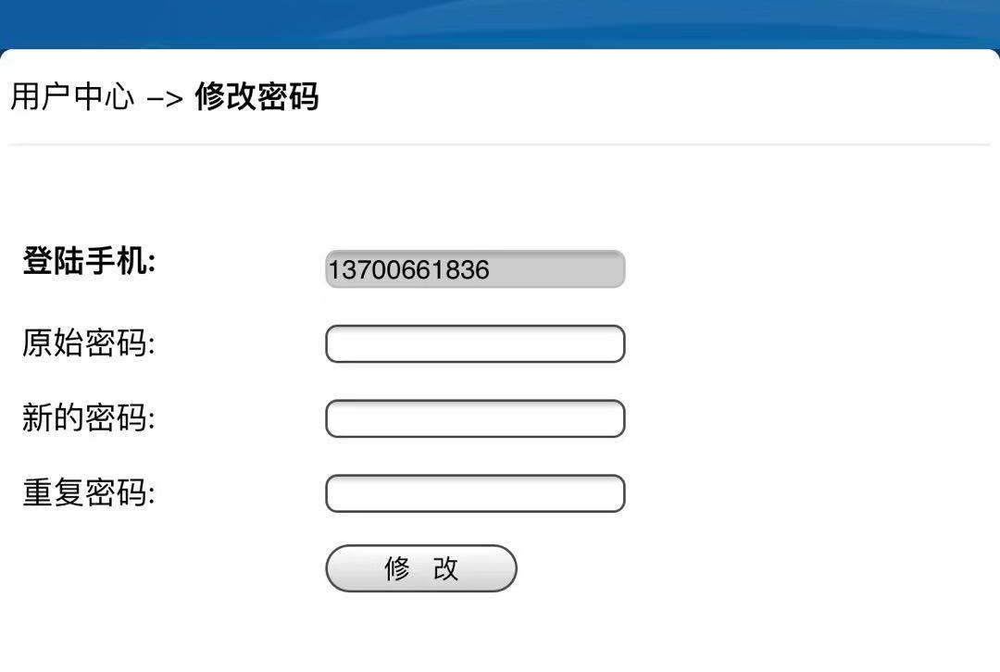 用户中心 –> 修改密码
登陆手机: 13700661836
原始密码:
新的密码:
重复密码:
修 改